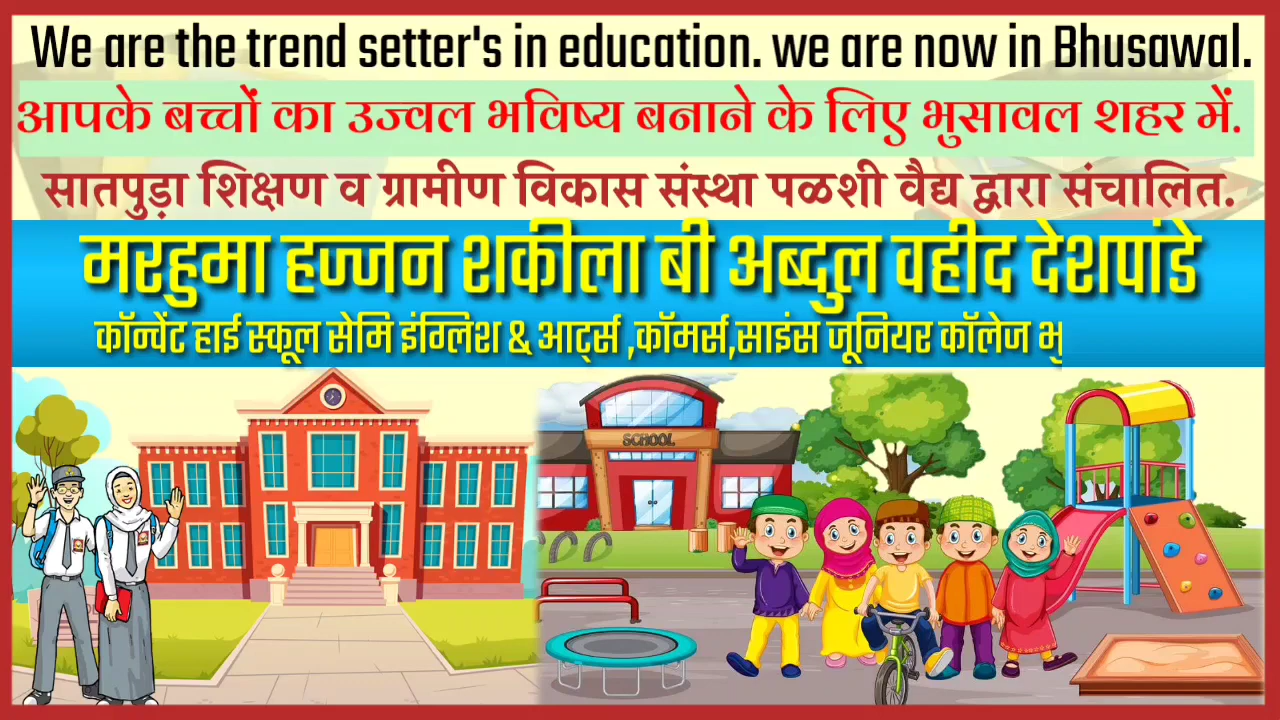 We are the trend setter's in education. we are now in Bhusawal.
आपके बच्चों का उज्वल भविष्य बनाने के लिए भुसावल शहर में.
सातपुड़ा शिक्षण व ग्रामीण विकास संस्था पळशी वैद्य द्वारा संचालित.
मरहुमा हज्जन शकीला बी अब्दुल वहीद देशपांडे
कॉन्वेंट हाई स्कूल सेमि इंग्लिश & आर्ट्स ,कॉमर्स,साइंस जूनियर कॉलेज
SCHOOL